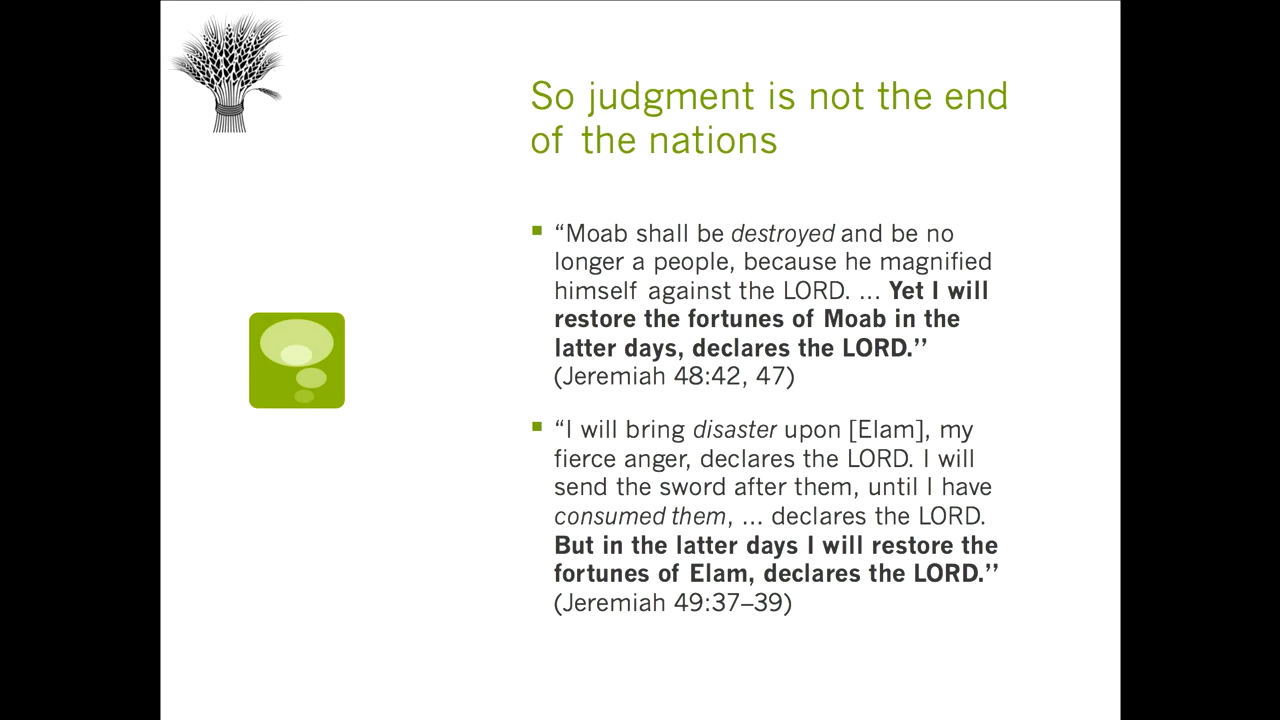 So judgment is not the end
of the nations
“Moab shall be destroyed and be no
longer a people, because he magnified
himself against the LORD. ... Yet I will
restore the fortunes of Moab in the
latter days, declares the LORD.’’
(Jeremiah 48:42, 47)
“I will bring disaster upon [Elam], my
fierce anger, declares the LORD. I will
send the sword after them, until I have
consumed them, ... declares the LORD.
But in the latter days I will restore the
fortunes of Elam, declares the LORD.’’
(Jeremiah 49:37–39)